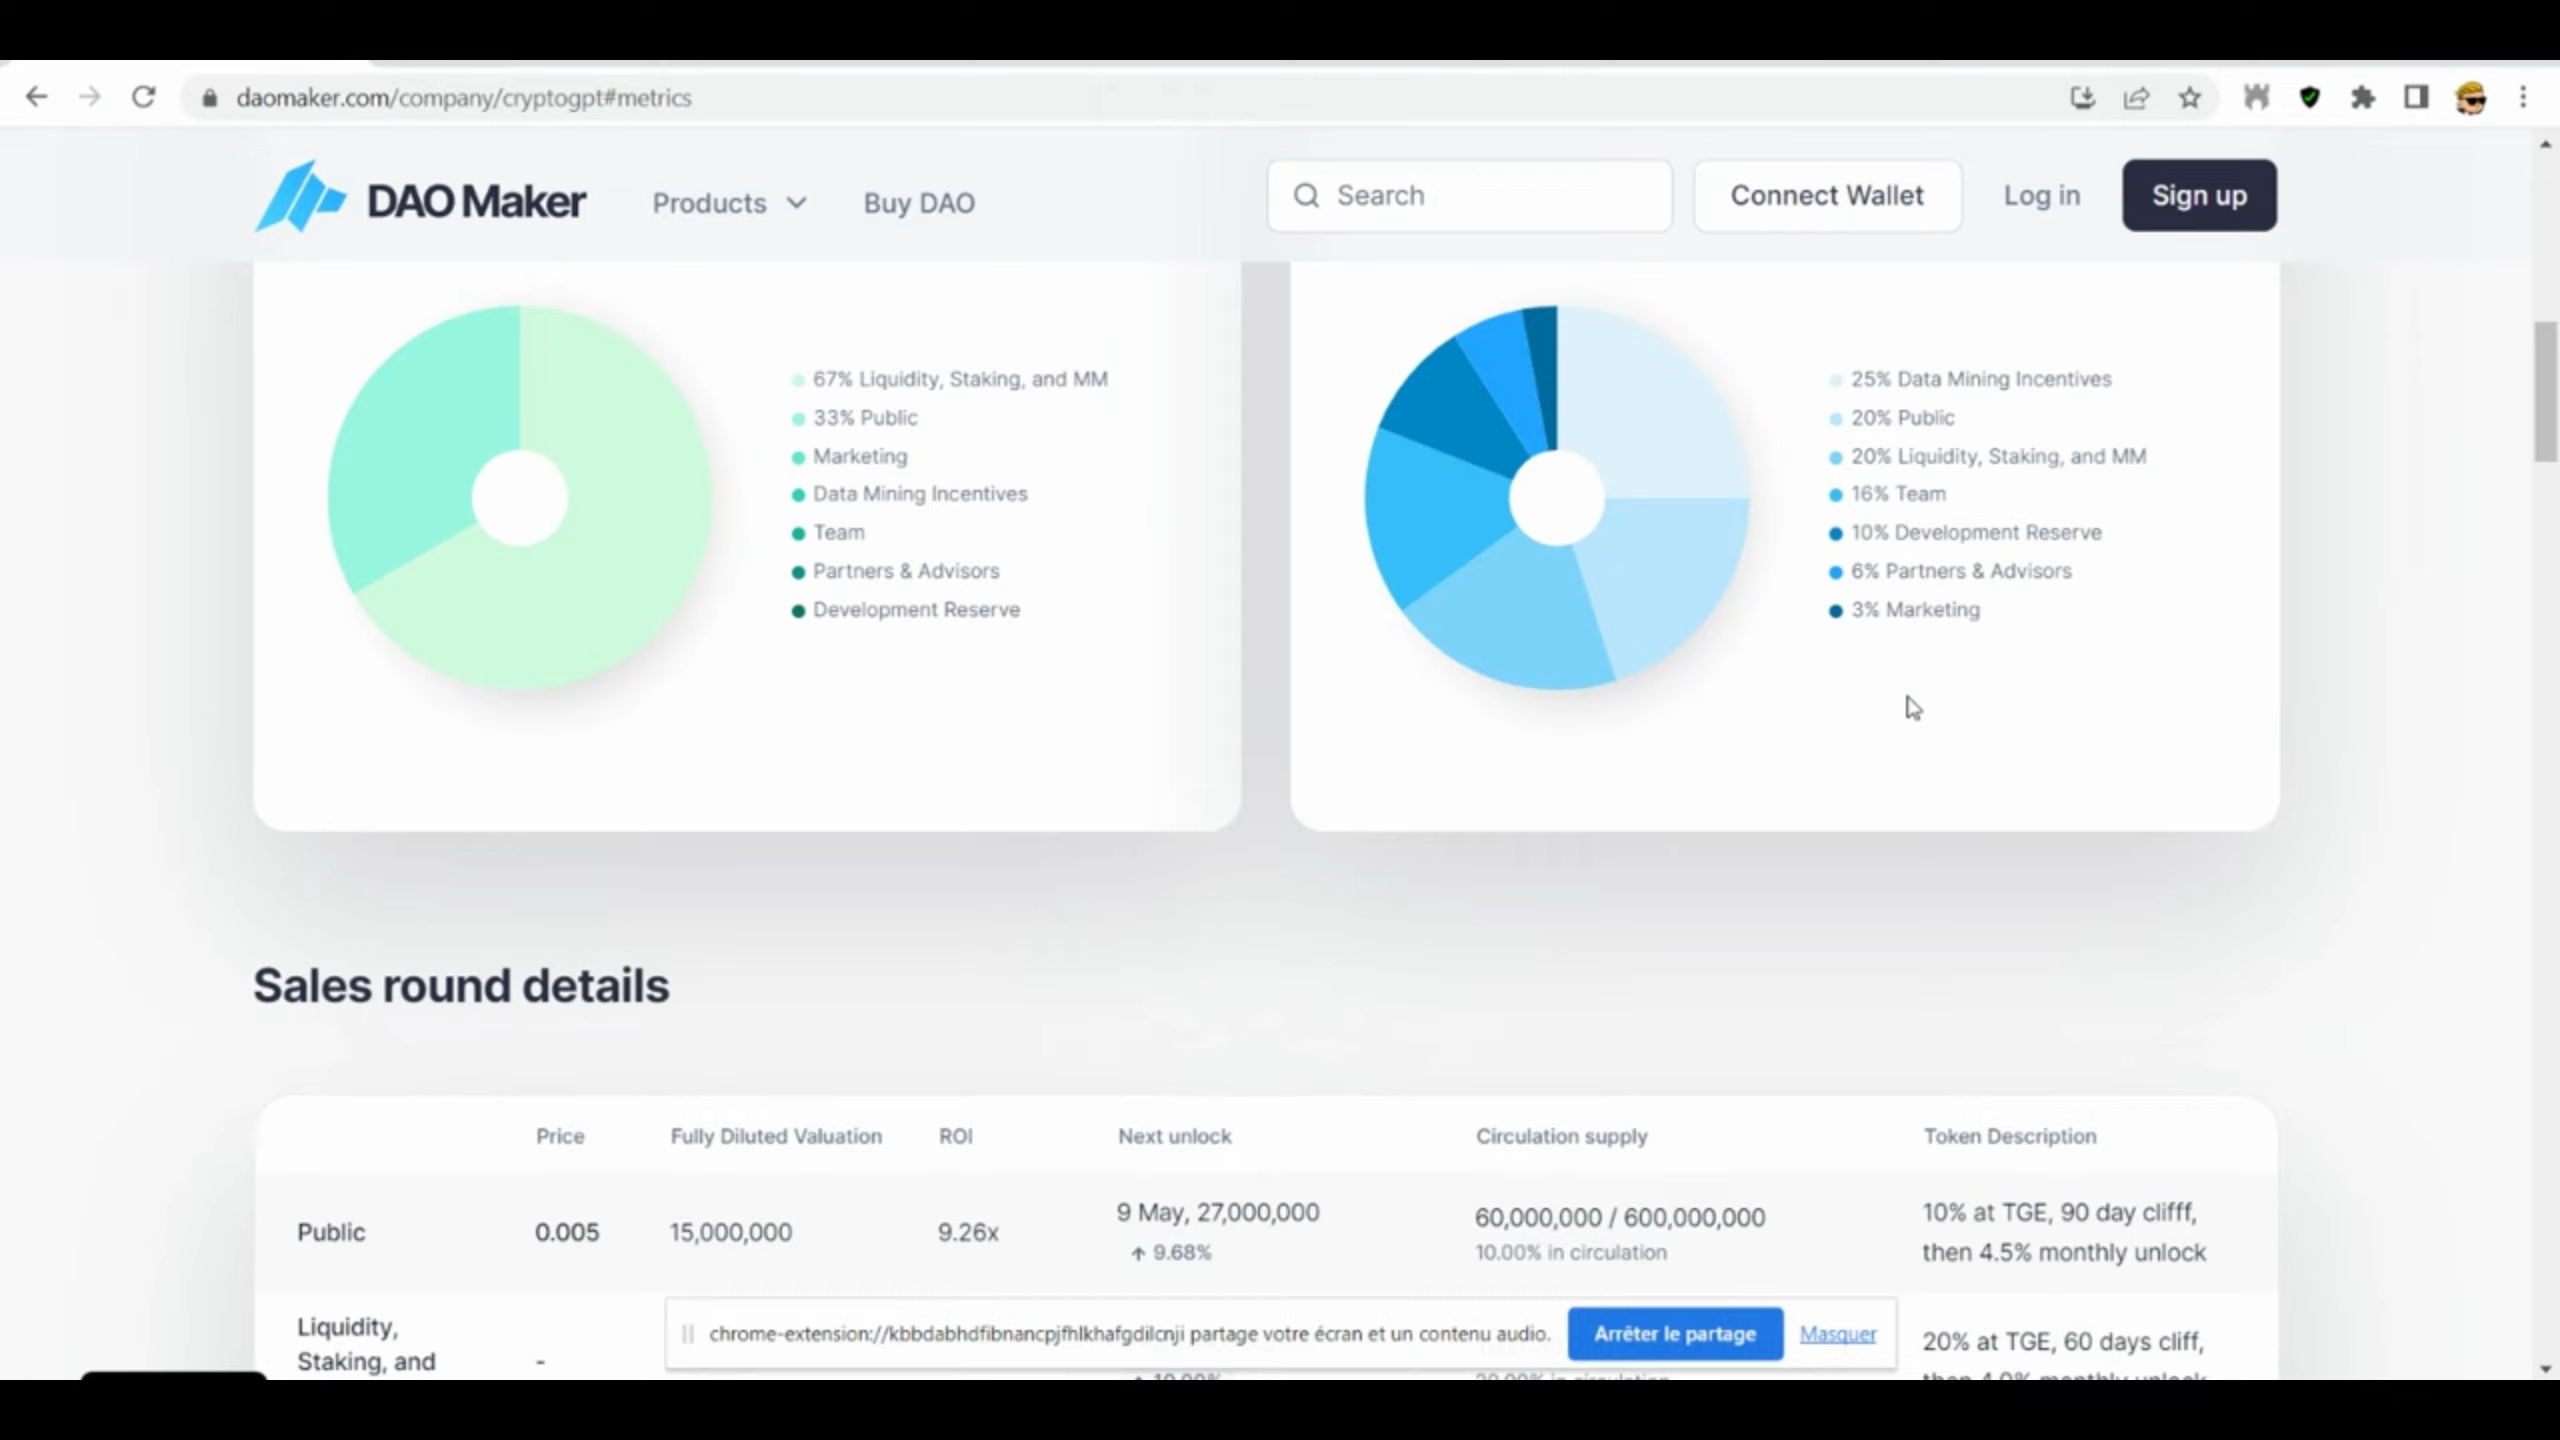 daomaker.com/company/cryptogpt#metrics
DAO Maker
Products
Buy DAO
Search
Connect Wallet
Log in
Sign up
67% Liquidity, Staking, and MM
33% Public
Marketing
Data Mining Incentives
Team
Partners & Advisors
Development Reserve
25% Data Mining Incentives
20% Public
20% Liquidity, Staking, and MM
16% Team
10% Development Reserve
6% Partners & Advisors
3% Marketing
Sales round details
Price Fully Diluted Valuation ROI Next unlock Circulation supply Token Description
Public 0.005 15,000,000 9.26x
9 May, 27,000,000
↑ 9.68%
60,000,000 / 600,000,000
10.00% in circulation
10% at TGE, 90 day clifff,
then 4.5% monthly unlock
Liquidity,
Staking, and
-
20% at TGE, 60 days cliff,
chrome-extension://kbbdabhdfibnancpjfhlkhafgdilcnji partage votre écran et un contenu audio.
Arrêter le partage
Masquer